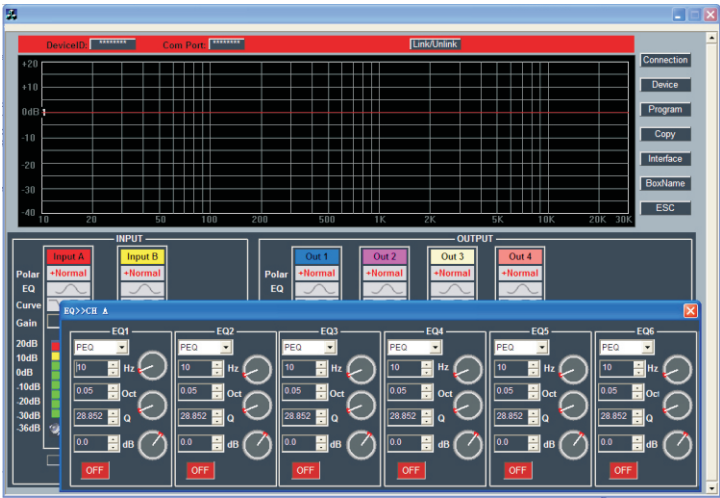 DeviceID: ******** Com Port: ******** Link/Unlink
+20
+10
0dB 1
-10
-20
-30
-40
10 20 50 100 200 500 1K 2K 5K 10K 20K 30K
Connection
Device
Program
Copy
Interface
BoxName
ESC
INPUT OUTPUT
Input A Input B Out 1 Out 2 Out 3 Out 4
Polar +Normal +Normal Polar +Normal +Normal +Normal +Normal
EQ EQ
Curve
Gain
20dB
10dB
0dB
-10dB
-20dB
-30dB
-36dB
EQ>>CH A
EQ1 EQ2 EQ3 EQ4 EQ5 EQ6
PEQ PEQ PEQ PEQ PEQ PEQ
10 Hz 10 Hz 10 Hz 10 Hz 10 Hz 10 Hz
0.05 Oct 0.05 Oct 0.05 Oct 0.05 Oct 0.05 Oct 0.05 Oct
28.852 Q 28.852 Q 28.852 Q 28.852 Q 28.852 Q 28.852 Q
0.0 dB 0.0 dB 0.0 dB 0.0 dB 0.0 dB 0.0 dB
OFF OFF OFF OFF OFF OFF